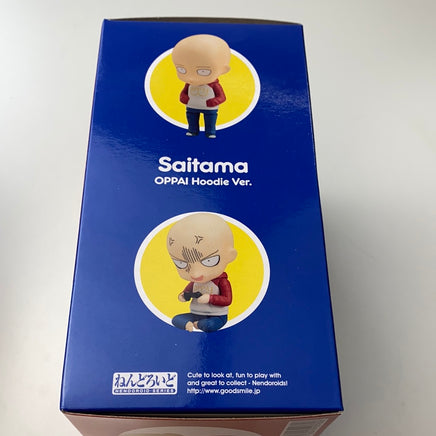 Saitama
OPPAI Hoodie Ver.
ねんどろいど
NENDOROID SERIES
Cute to look at, fun to play with
and great to collect - Nendoroids!
http://www.goodsmile.jp